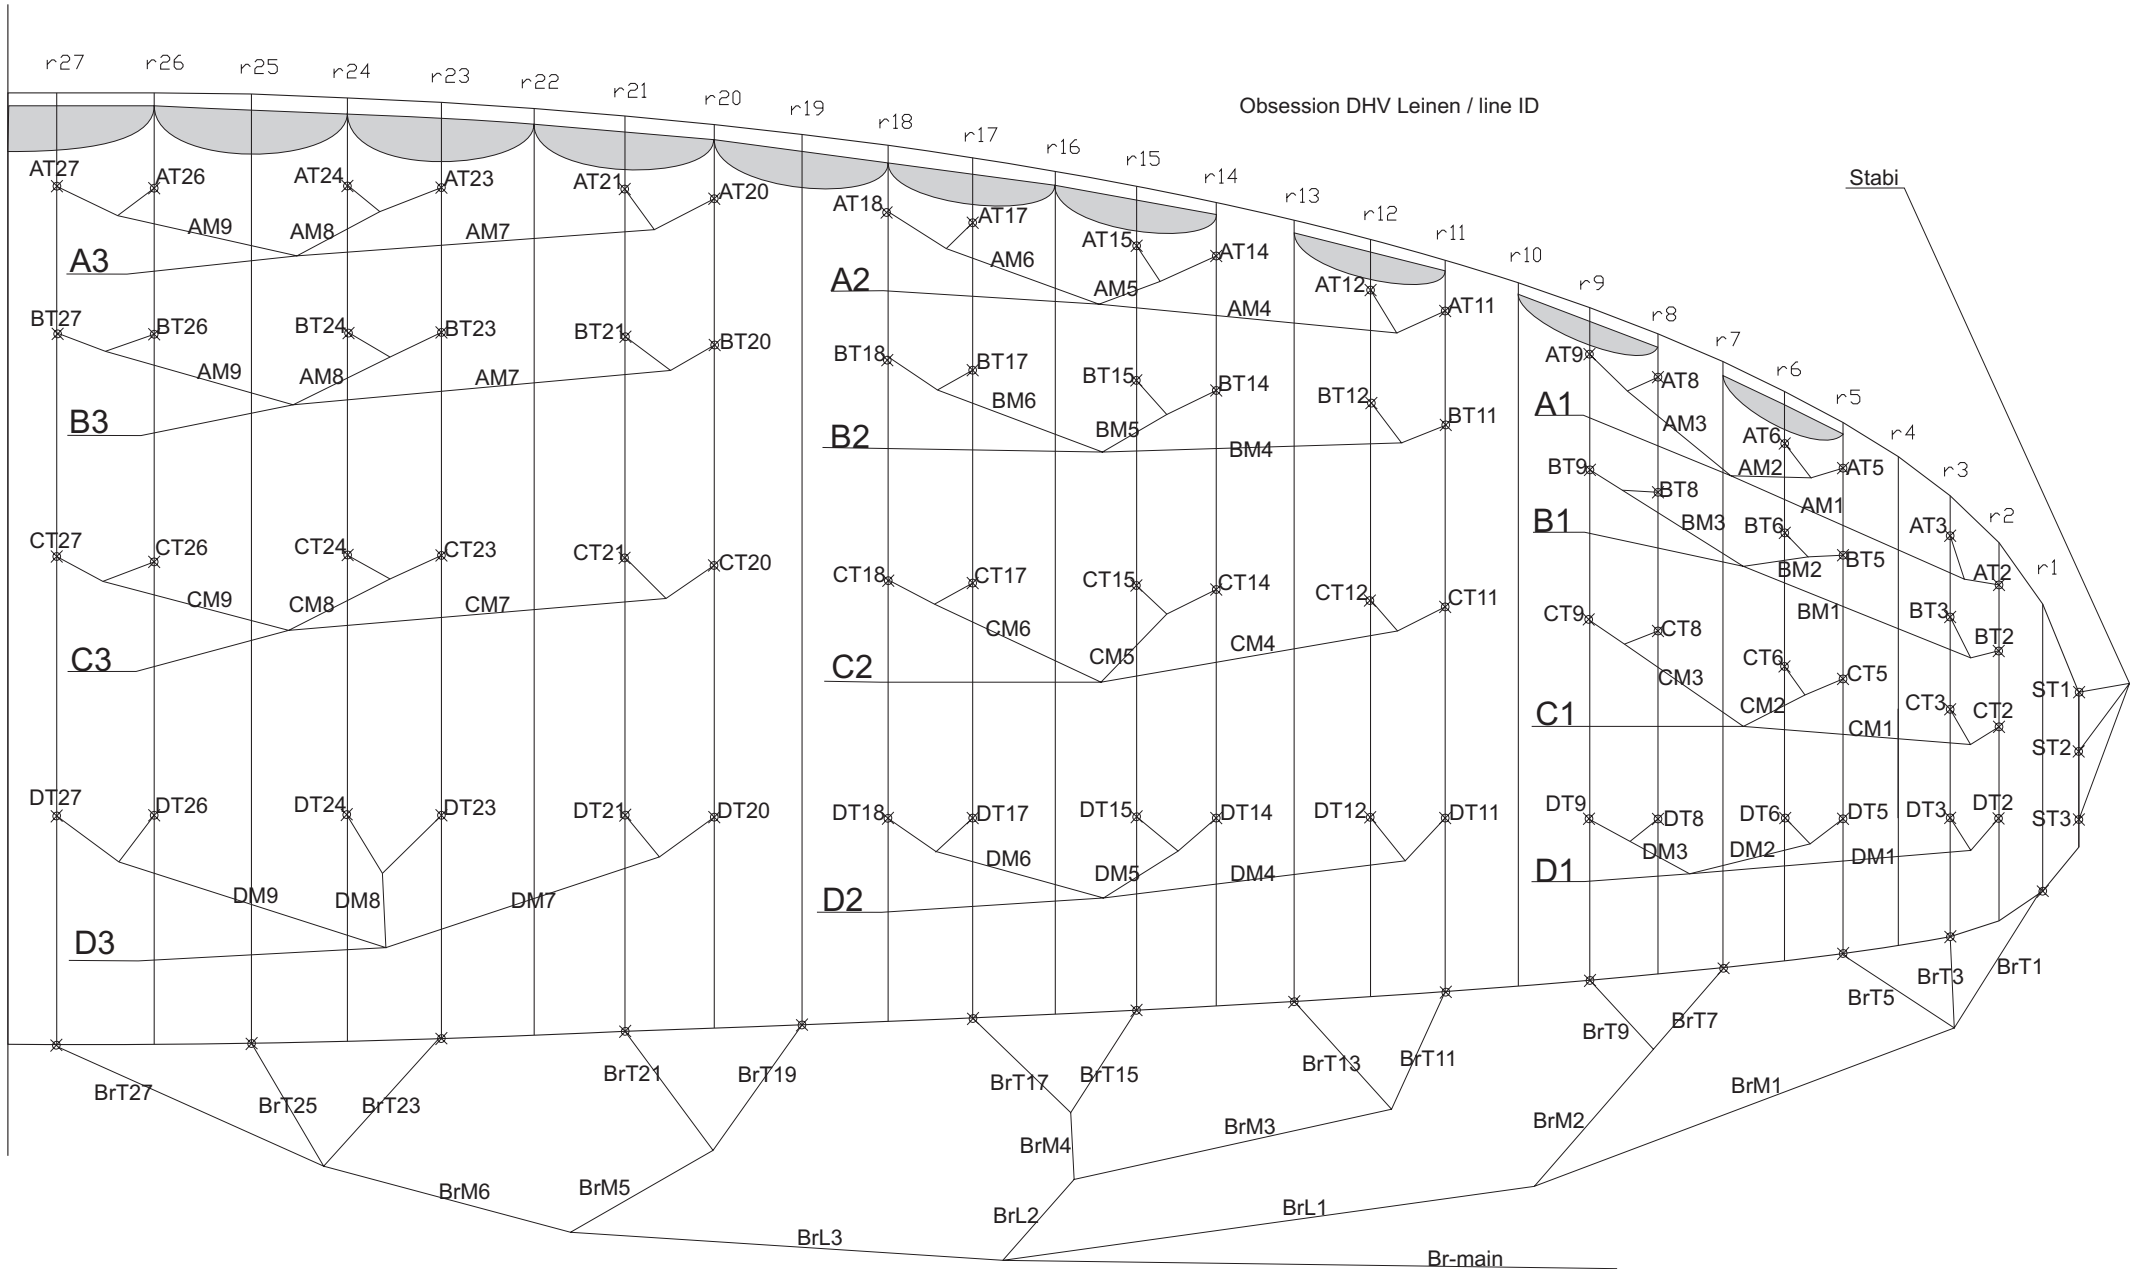 Obsession DHV Leinen / line ID
r27 r26 r25 r24 r23 r22 r21 r20 r19 r18 r17 r16 r15 r14 r13 r12 r11 r10 r9 r8 r7 r6 r5 r4 r3 r2 r1
Stabi
AT27 AT26 AT24 AT23 AT21 AT20
AM9 AM8 AM7
A3
BT27 BT26 BT24 BT23 BT21 BT20
AM9 AM8 AM7
B3
CT27 CT26 CT24 CT23 CT21 CT20
CM9 CM8 CM7
C3
DT27 DT26 DT24 DT23 DT21 DT20
DM9 DM8 DM7
D3
AT18 AT17 AT15 AT14 AT12 AT11
AM6 AM5 AM4
A2
BT18 BT17 BT15 BT14 BT12 BT11
BM6 BM5 BM4
B2
CT18 CT17 CT15 CT14 CT12 CT11
CM6 CM5 CM4
C2
DT18 DT17 DT15 DT14 DT12 DT11
DM6 DM5 DM4
D2
AT9 AT8 AT6 AT5 AT3 AT2
AM3 AM2 AM1
A1
BT9 BT8 BT6 BT5 BT3 BT2
BM3 BM2 BM1
B1
CT9 CT8 CT6 CT5 CT3 CT2
CM3 CM2 CM1
C1
DT9 DT8 DT6 DT5 DT3 DT2
DM3 DM2 DM1
D1
ST1
ST2
ST3
BrT27 BrT25 BrT23 BrT21 BrT19 BrT17 BrT15 BrT13 BrT11 BrT9 BrT7 BrT5 BrT3 BrT1
BrM6 BrM5 BrM4 BrM3 BrM2 BrM1
BrL3 BrL2 BrL1
Br-main